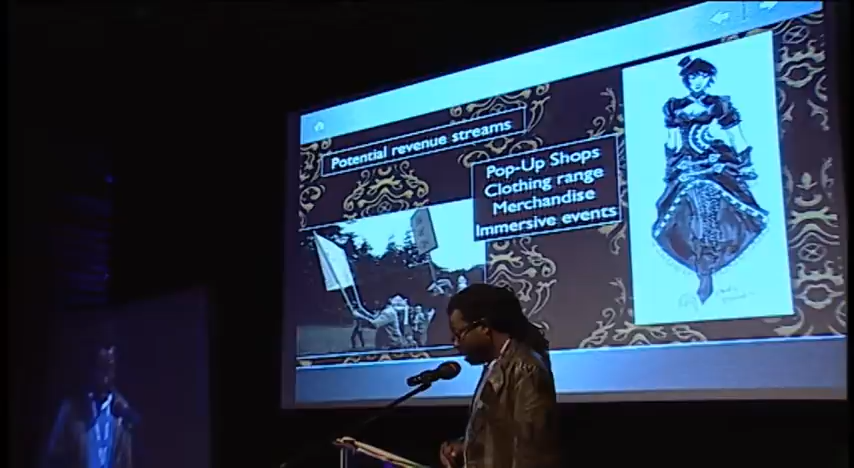 Potential revenue streams
Pop-Up Shops
Clothing range
Merchandise
Immersive events